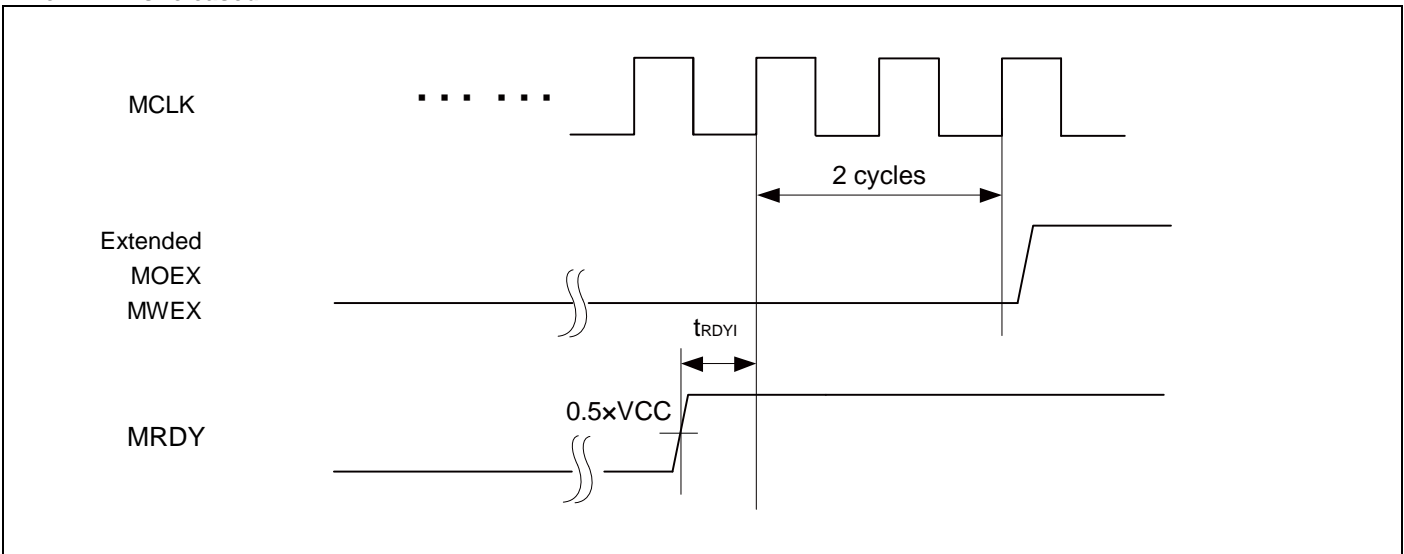 MCLK
2 cycles
Extended
MOEX
MWEX
tRDYI
0.5×VCC
MRDY